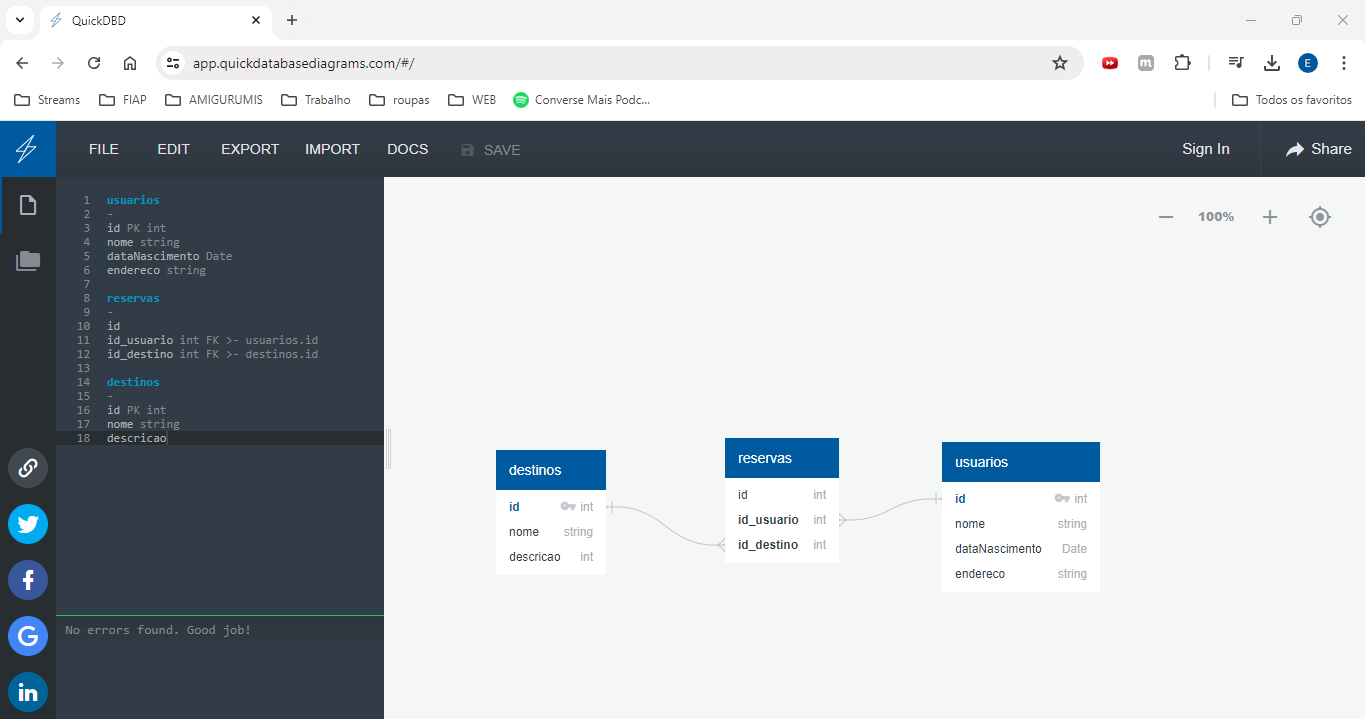 QuickDBD
app.quickdatabasediagrams.com/#/
m
E
Streams
FIAP
AMIGURUMIS
Trabalho
roupas
WEB
Converse Mais Podc...
Todos os favoritos
FILE
EDIT
EXPORT
IMPORT
DOCS
SAVE
Sign In
Share
1 usuarios
2 -
3 id PK int
4 nome string
5 dataNascimento Date
6 endereco string
7
8 reservas
9 -
10 id
11 id_usuario int FK >- usuarios.id
12 id_destino int FK >- destinos.id
13
14 destinos
15 -
16 id PK int
17 nome string
18 descricao
No errors found. Good job!
100%
destinos
id int
nome string
descricao int
reservas
id int
id_usuario int
id_destino int
usuarios
id int
nome string
dataNascimento Date
endereco string
f
G
in